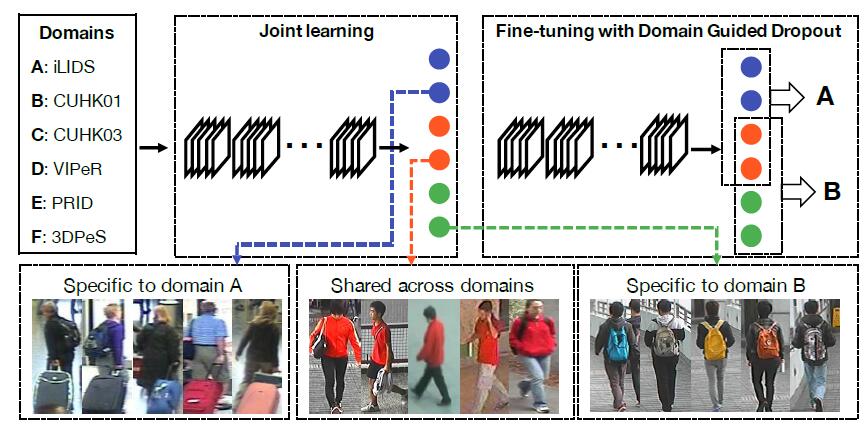 Domains
A: iLIDS
B: CUHK01
C: CUHK03
D: VIPeR
E: PRID
F: 3DPeS
Joint learning
Fine-tuning with Domain Guided Dropout
A
B
Specific to domain A
Shared across domains
Specific to domain B